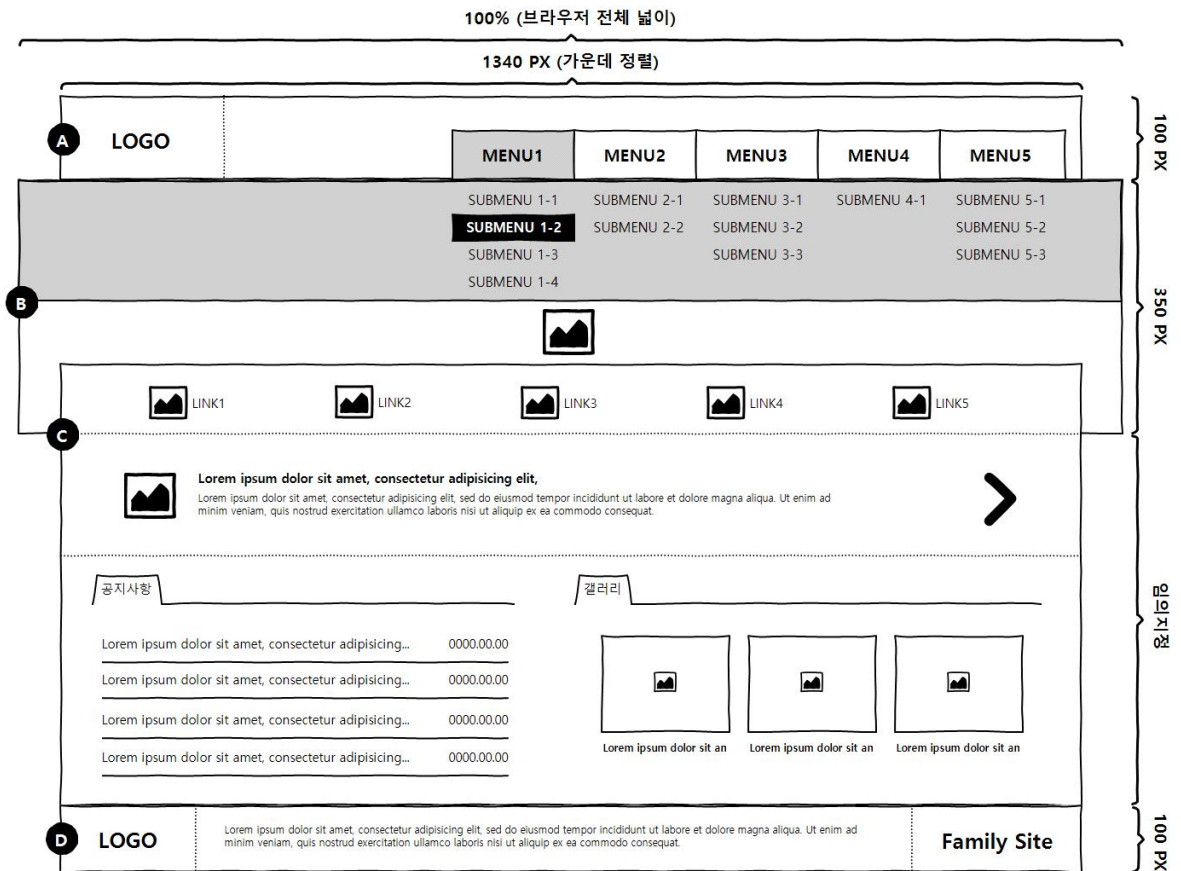 100% (브라우저 전체 넓이)
1340 PX (가운데 정렬)
A
LOGO
MENU1 MENU2 MENU3 MENU4 MENU5
100 PX
SUBMENU 1-1 SUBMENU 2-1 SUBMENU 3-1 SUBMENU 4-1 SUBMENU 5-1
SUBMENU 1-2 SUBMENU 2-2 SUBMENU 3-2 SUBMENU 5-2
SUBMENU 1-3 SUBMENU 3-3 SUBMENU 5-3
SUBMENU 1-4
B
350 PX
LINK1 LINK2 LINK3 LINK4 LINK5
C
Lorem ipsum dolor sit amet, consectetur adipisicing elit,
Lorem ipsum dolor sit amet, consectetur adipisicing elit, sed do eiusmod tempor incididunt ut labore et dolore magna aliqua. Ut enim ad
minim veniam, quis nostrud exercitation ullamco laboris nisi ut aliquip ex ea commodo consequat.
공지사항
갤러리
임의지정
Lorem ipsum dolor sit amet, consectetur adipisicing... 0000.00.00
Lorem ipsum dolor sit amet, consectetur adipisicing... 0000.00.00
Lorem ipsum dolor sit amet, consectetur adipisicing... 0000.00.00
Lorem ipsum dolor sit amet, consectetur adipisicing... 0000.00.00
Lorem ipsum dolor sit an Lorem ipsum dolor sit an Lorem ipsum dolor sit an
D
LOGO
Lorem ipsum dolor sit amet, consectetur adipisicing elit, sed do eiusmod tempor incididunt ut labore et dolore magna aliqua. Ut enim ad
minim veniam, quis nostrud exercitation ullamco laboris nisi ut aliquip ex ea commodo consequat.
Family Site
100 PX